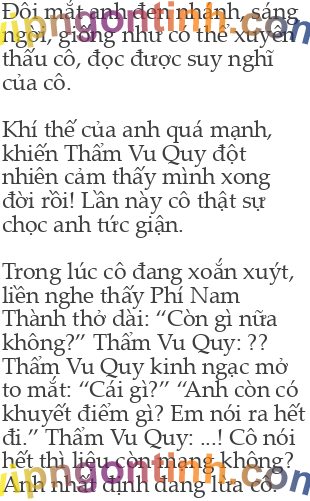 Đôi mắt anh đen nhánh, sáng
ngời, giống như có thể xuyên
thấu cô, đọc được suy nghĩ
của cô.
Khí thế của anh quá mạnh,
khiến Thẩm Vu Quy đột
nhiên cảm thấy mình xong
đời rồi! Lần này cô thật sự
chọc anh tức giận.
Trong lúc cô đang xoắn xuýt,
liền nghe thấy Phí Nam
Thành thở dài: “Còn gì nữa
không?” Thẩm Vu Quy: ??
Thẩm Vu Quy kinh ngạc mở
to mắt: “Cái gì?” “Anh còn có
khuyết điểm gì? Em nói ra hết
đi.” Thẩm Vu Quy: ...! Cô nói
hết thì liệu còn mạng không?
Anh nhất định đang lừa cô.
vipngontinh.com
vipngontinh.com